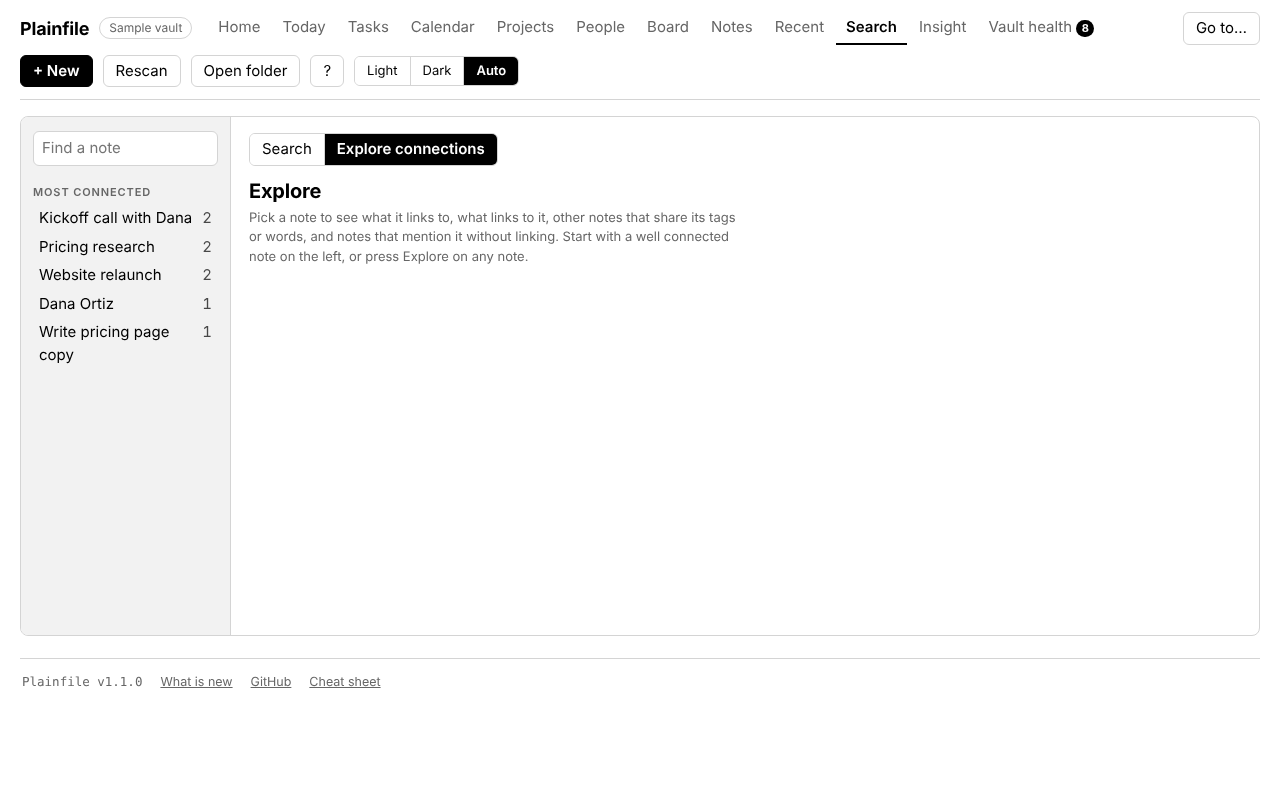 Plainfile Sample vault Home Today Tasks Calendar Projects People Board Notes Recent Search Insight Vault health 8 Go to...
+ New Rescan Open folder ? Light Dark Auto
Find a note
MOST CONNECTED
Kickoff call with Dana 2
Pricing research 2
Website relaunch 2
Dana Ortiz 1
Write pricing page 1
copy
Search Explore connections
Explore
Pick a note to see what it links to, what links to it, other notes that share its tags
or words, and notes that mention it without linking. Start with a well connected
note on the left, or press Explore on any note.
Plainfile v1.1.0 What is new GitHub Cheat sheet